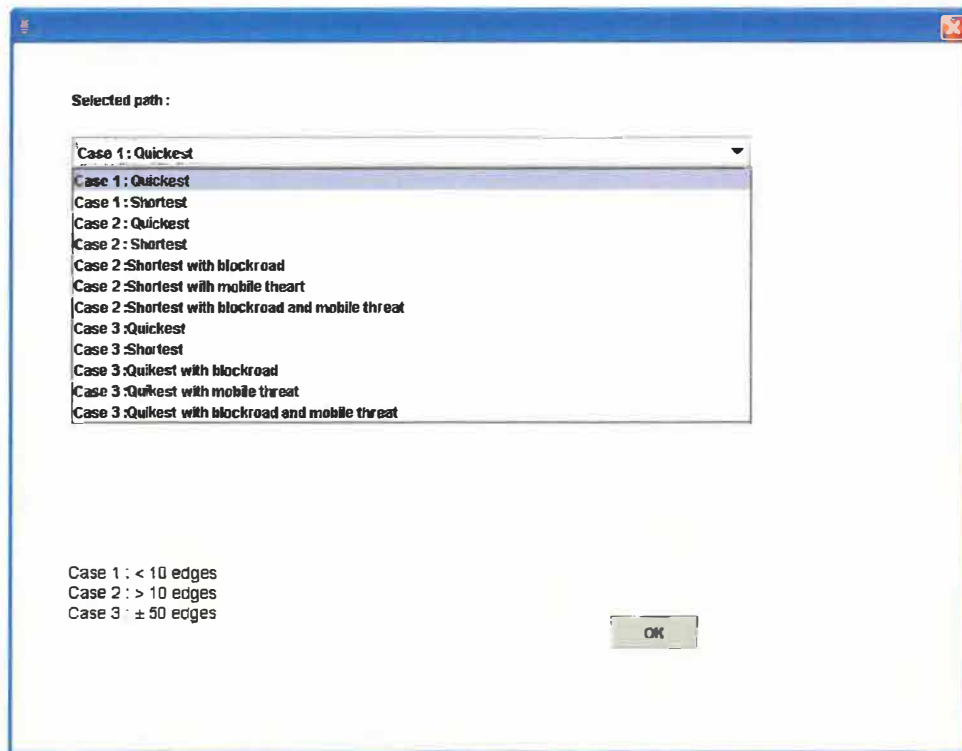 Selected path :
Case 1 : Quickest
Case 1 : Quickest
Case 1 : Shortest
Case 2 : Quickest
Case 2 : Shortest
Case 2 :Shortest with blockroad
Case 2 :Shortest with mobile theart
Case 2 :Shortest with blockroad and mobile threat
Case 3 :Quickest
Case 3 :Shortest
Case 3 :Quikest with blockroad
Case 3 :Quikest with mobile threat
Case 3 :Quikest with blockroad and mobile threat
Case 1 : < 10 edges
Case 2 : > 10 edges
Case 3 : ± 50 edges
OK